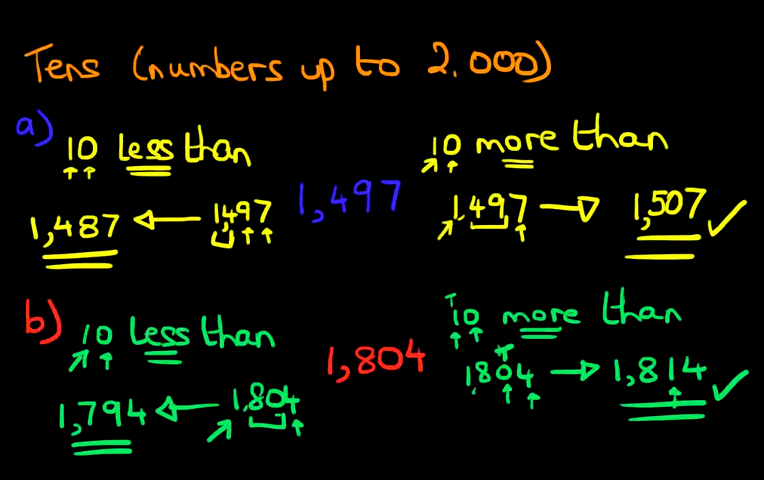 Tens (numbers up to 2,000)
a)
10 less than
1,487 ← 1,497
1,497
10 more than
1,497 → 1,507 ✓
b)
10 less than
1,794 ← 1,804
1,804
T
10 more than
T
1804 → 1,814 ✓